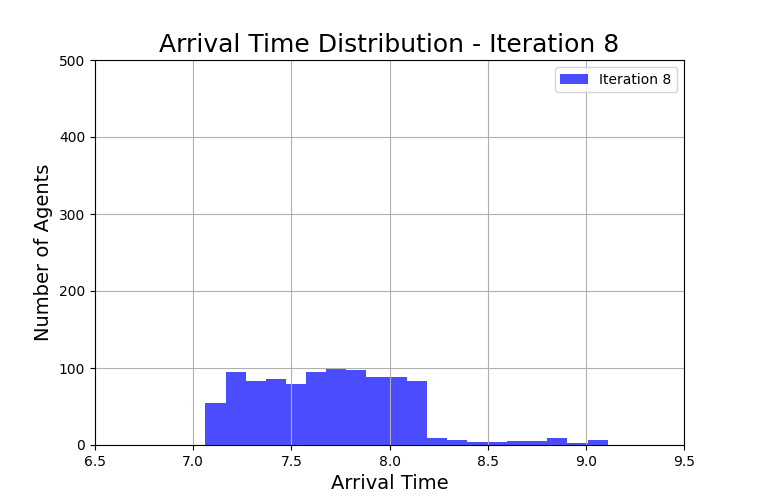 Arrival Time Distribution - Iteration 8
Iteration 8
500
400
300
200
100
0
Number of Agents
6.5 7.0 7.5 8.0 8.5 9.0 9.5
Arrival Time